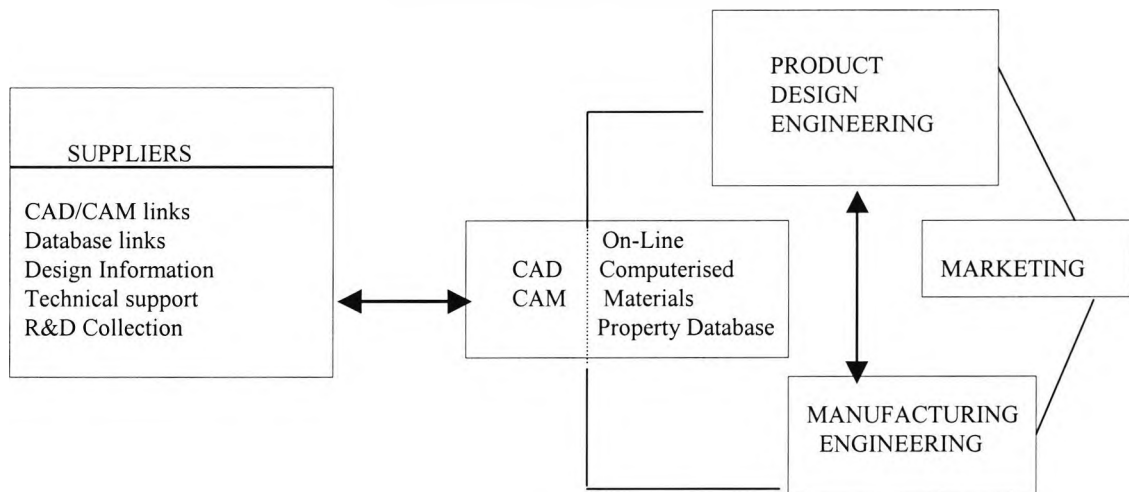 SUPPLIERS
CAD/CAM links
Database links
Design Information
Technical support
R&D Collection
CAD
CAM
On-Line
Computerised
Materials
Property Database
PRODUCT
DESIGN
ENGINEERING
MARKETING
MANUFACTURING
ENGINEERING